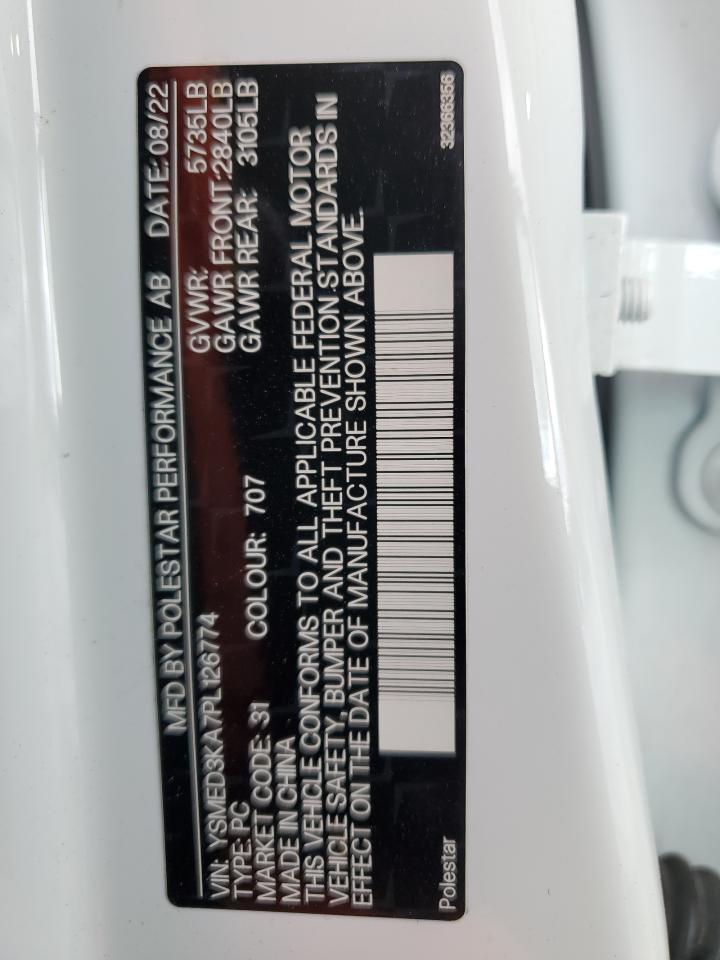 MFD BY POLESTAR PERFORMANCE AB DATE: 08/22
GVWR: 5735LB
GAWR FRONT: 2840LB
GAWR REAR: 3105LB
VIN: YSMED3KA7PL126774
TYPE: PC
MARKET CODE: 31 COLOUR: 707
MADE IN CHINA
THIS VEHICLE CONFORMS TO ALL APPLICABLE FEDERAL MOTOR
VEHICLE SAFETY, BUMPER AND THEFT PREVENTION STANDARDS IN
EFFECT ON THE DATE OF MANUFACTURE SHOWN ABOVE.
Polestar 32366356